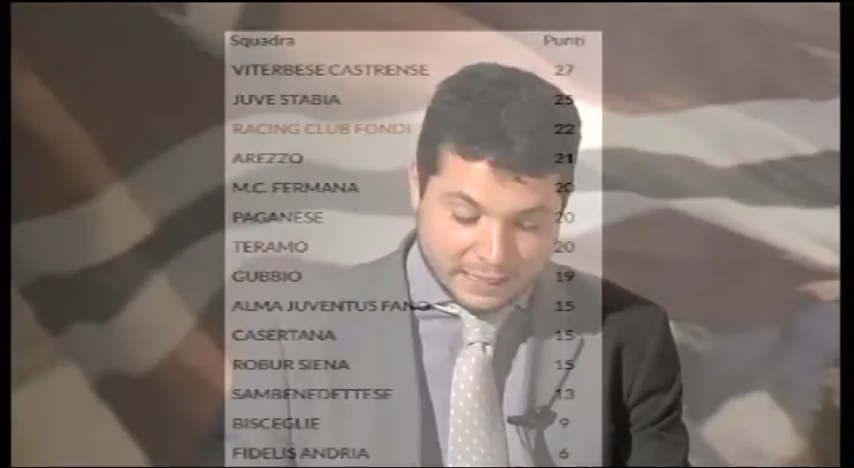 Squadra Punti
VITERBESE CASTRENSE 27
JUVE STABIA 25
RACING CLUB FONDI 22
AREZZO 21
M.C. FERMANA 20
PAGANESE 20
TERAMO 20
GUBBIO 19
ALMA JUVENTUS FANO 15
CASERTANA 15
ROBUR SIENA 15
SAMBENEDETTESE 13
BISCEGLIE 9
FIDELIS ANDRIA 6